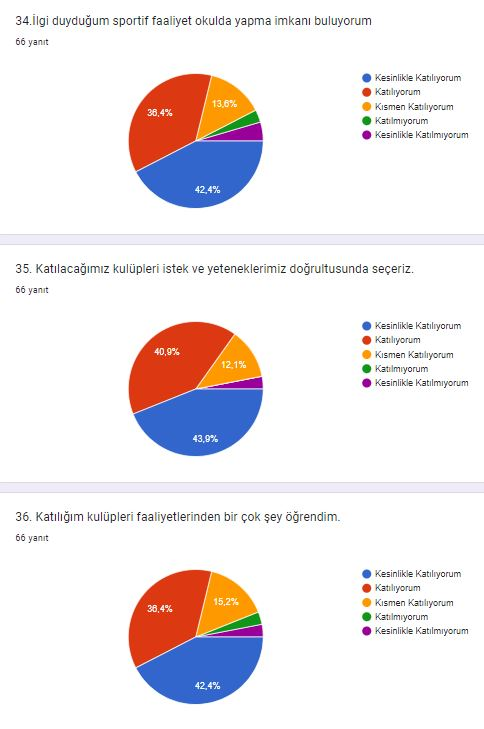 34.İlgi duyduğum sportif faaliyet okulda yapma imkanı buluyorum
66 yanıt
Kesinlikle Katılıyorum
Katılıyorum
Kısmen Katılıyorum
Katılmıyorum
Kesinlikle Katılmıyorum
36,4%
13,6%
42,4%
35. Katılacağımız kulüpleri istek ve yeteneklerimiz doğrultusunda seçeriz.
66 yanıt
Kesinlikle Katılıyorum
Katılıyorum
Kısmen Katılıyorum
Katılmıyorum
Kesinlikle Katılmıyorum
40,9%
12,1%
43,9%
36. Katılığım kulüpleri faaliyetlerinden bir çok şey öğrendim.
66 yanıt
Kesinlikle Katılıyorum
Katılıyorum
Kısmen Katılıyorum
Katılmıyorum
Kesinlikle Katılmıyorum
36,4%
15,2%
42,4%